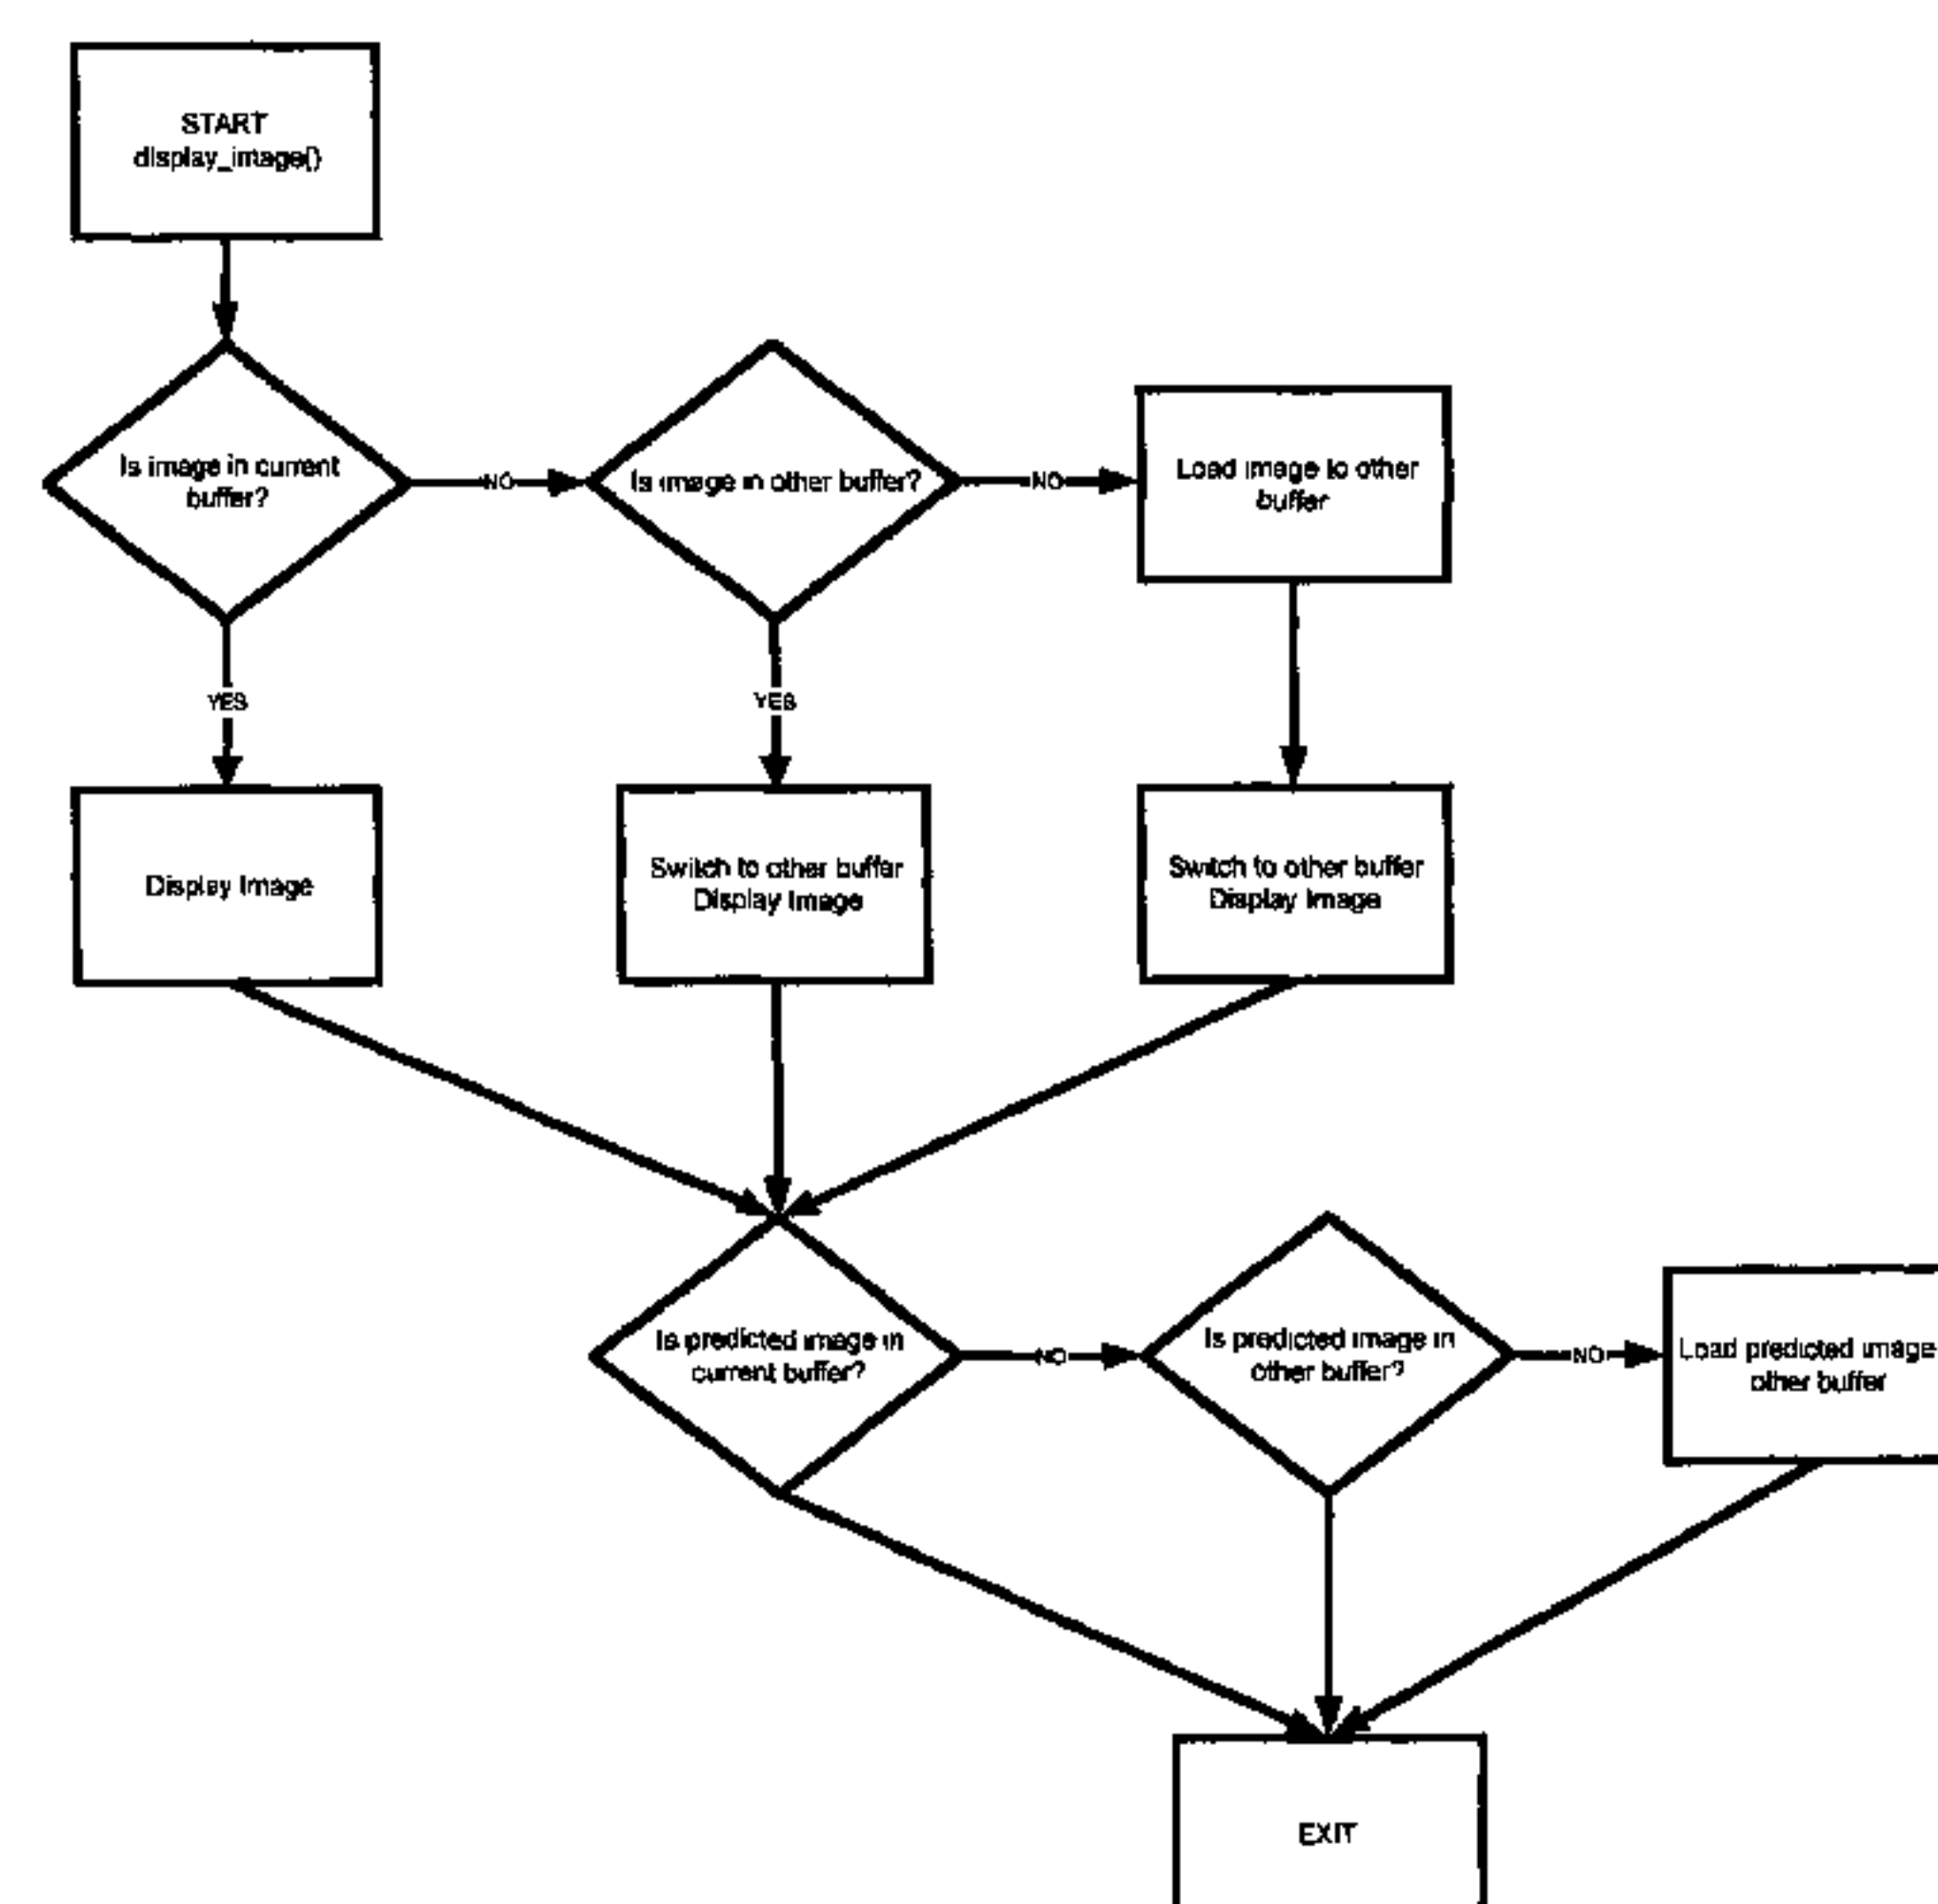 START
display_image()
Is image in current
buffer?
NO
Is image in other buffer?
NO
Load image to other
buffer
YES
YES
Display Image
Switch to other buffer
Display Image
Switch to other buffer
Display Image
Is predicted image in
current buffer?
NO
Is predicted image in
other buffer?
NO
Load predicted image
other buffer
EXIT